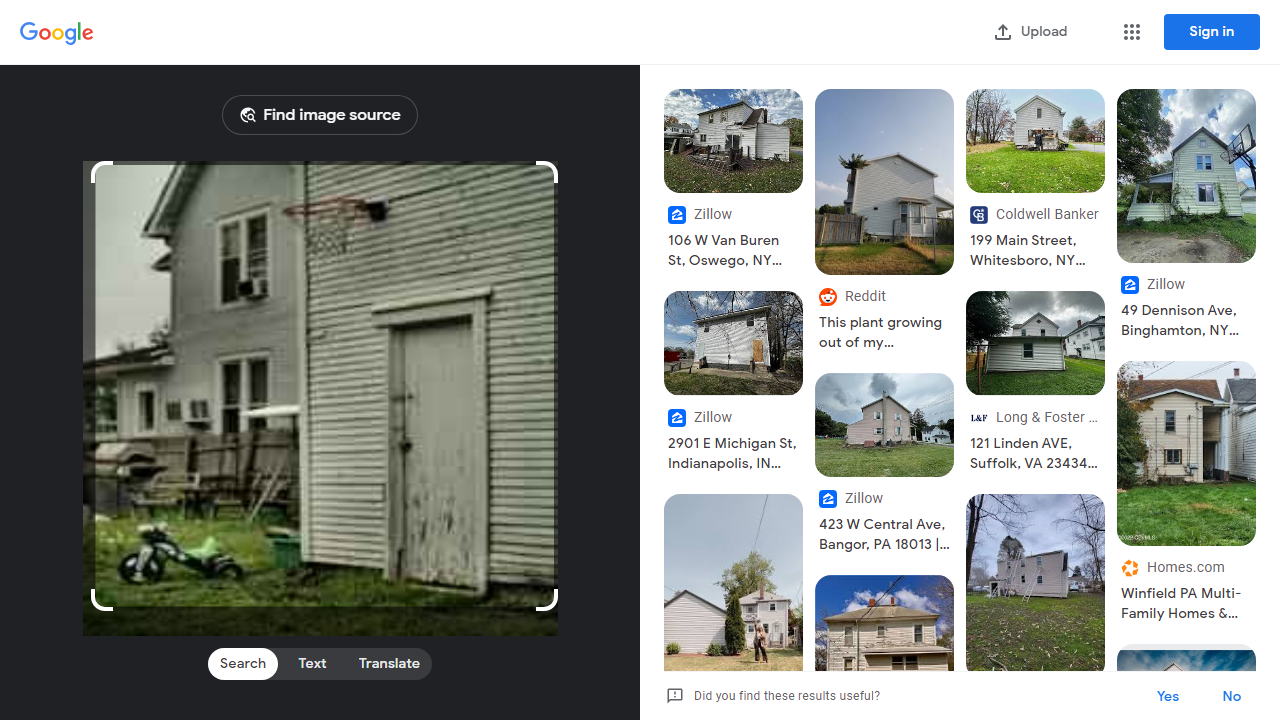 Google
Upload
Sign in
Find image source
Search
Text
Translate
Zillow
106 W Van Buren
St, Oswego, NY...
Zillow
2901 E Michigan St,
Indianapolis, IN...
Reddit
This plant growing
out of my...
Zillow
423 W Central Ave,
Bangor, PA 18013 |...
Coldwell Banker
199 Main Street,
Whitesboro, NY...
L&F
Long & Foster ...
121 Linden AVE,
Suffolk, VA 23434...
Zillow
49 Dennison Ave,
Binghamton, NY...
Homes.com
Winfield PA Multi-
Family Homes &...
Did you find these results useful?
Yes
No